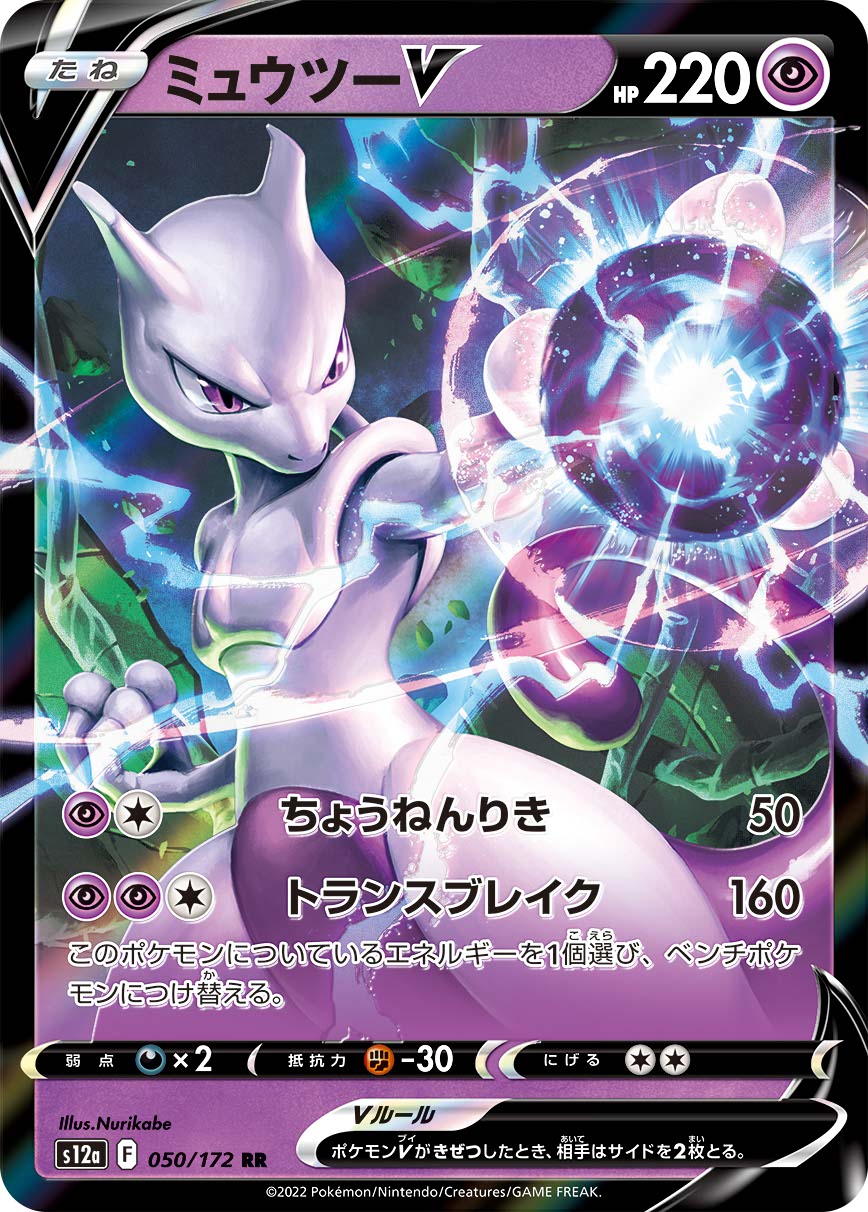 たね ミュウツーV HP 220
ちょうねんりき 50
トランスブレイク 160
このポケモンについているエネルギーを1個選び、ベンチポケ
モンにつけ替える。
弱点 ×2 抵抗力 -30 にげる
Illus.Nurikabe
Vルール
ポケモンVがきぜつしたとき、相手はサイドを2枚とる。
s12a F 050/172 RR
©2022 Pokémon/Nintendo/Creatures/GAME FREAK.